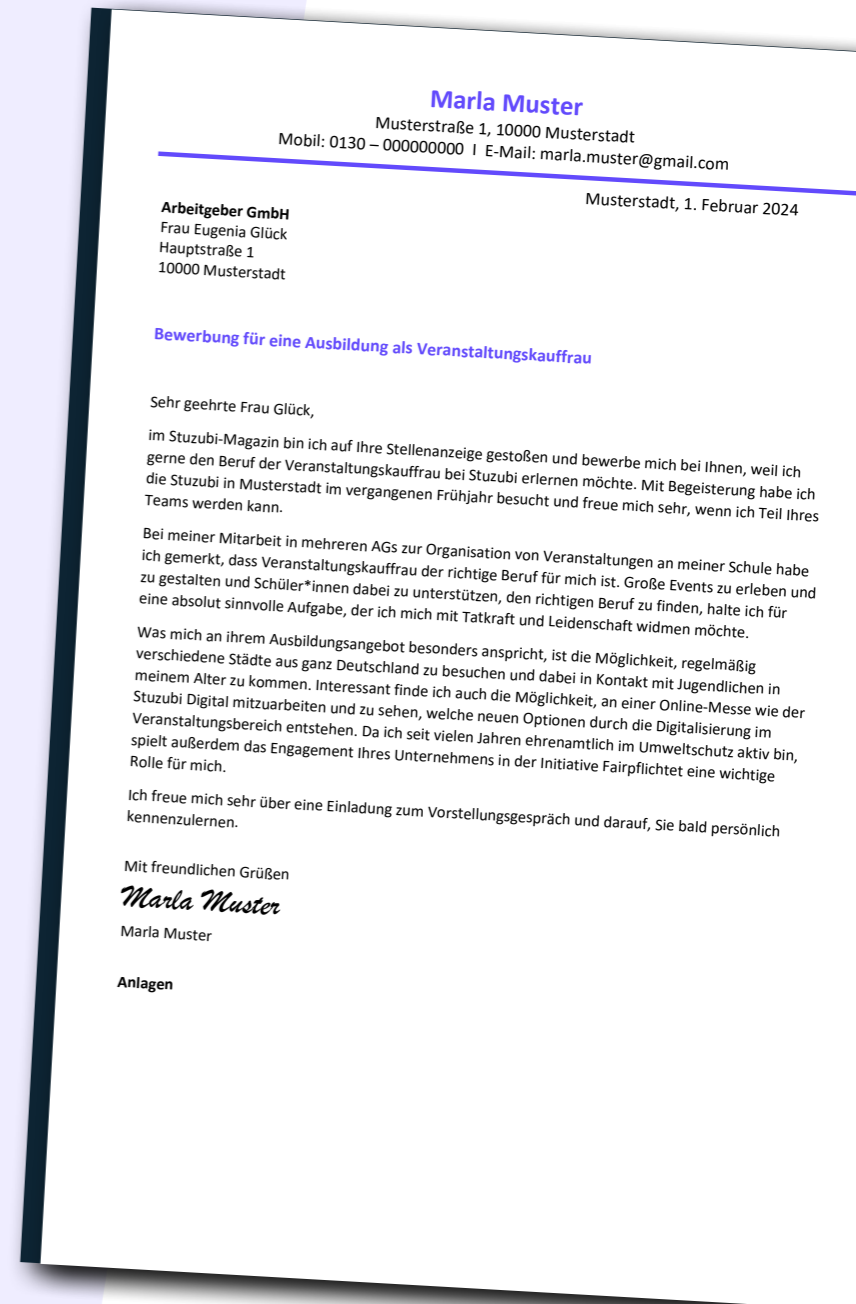 Marla Muster
Musterstraße 1, 10000 Musterstadt
Mobil: 0130 – 000000000 I E-Mail: marla.muster@gmail.com
Musterstadt, 1. Februar 2024
Arbeitgeber GmbH
Frau Eugenia Glück
Hauptstraße 1
10000 Musterstadt
Bewerbung für eine Ausbildung als Veranstaltungskauffrau
Sehr geehrte Frau Glück,
im Stuzubi-Magazin bin ich auf Ihre Stellenanzeige gestoßen und bewerbe mich bei Ihnen, weil ich
gerne den Beruf der Veranstaltungskauffrau bei Stuzubi erlernen möchte. Mit Begeisterung habe ich
die Stuzubi in Musterstadt im vergangenen Frühjahr besucht und freue mich sehr, wenn ich Teil Ihres
Teams werden kann.
Bei meiner Mitarbeit in mehreren AGs zur Organisation von Veranstaltungen an meiner Schule habe
ich gemerkt, dass Veranstaltungskauffrau der richtige Beruf für mich ist. Große Events zu erleben und
zu gestalten und Schüler*innen dabei zu unterstützen, den richtigen Beruf zu finden, halte ich für
eine absolut sinnvolle Aufgabe, der ich mich mit Tatkraft und Leidenschaft widmen möchte.
Was mich an ihrem Ausbildungsangebot besonders anspricht, ist die Möglichkeit, regelmäßig
verschiedene Städte aus ganz Deutschland zu besuchen und dabei in Kontakt mit Jugendlichen in
meinem Alter zu kommen. Interessant finde ich auch die Möglichkeit, an einer Online-Messe wie der
Stuzubi Digital mitzuarbeiten und zu sehen, welche neuen Optionen durch die Digitalisierung im
Veranstaltungsbereich entstehen. Da ich seit vielen Jahren ehrenamtlich im Umweltschutz aktiv bin,
spielt außerdem das Engagement Ihres Unternehmens in der Initiative Fairpflichtet eine wichtige
Rolle für mich.
Ich freue mich sehr über eine Einladung zum Vorstellungsgespräch und darauf, Sie bald persönlich
kennenzulernen.
Mit freundlichen Grüßen
Marla Muster
Marla Muster
Anlagen